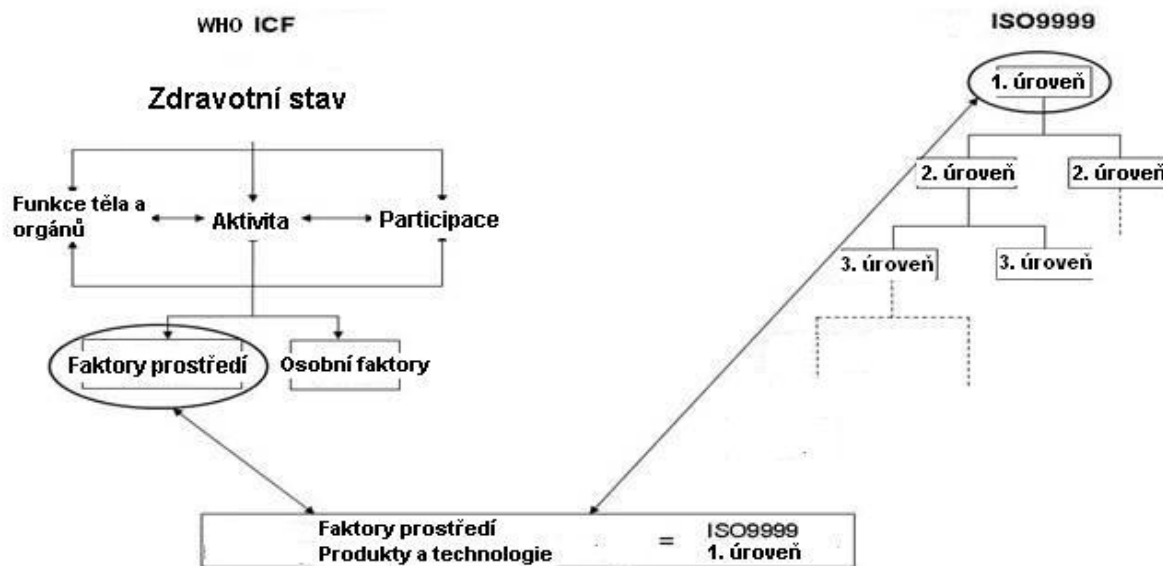 WHO ICF
ISO9999
Zdravotní stav
1. úroveň
2. úroveň
2. úroveň
Funkce těla a
orgánů
Aktivita
Participace
3. úroveň
3. úroveň
Faktory prostředí
Osobní faktory
Faktory prostředí
Produkty a technologie
=
ISO9999
1. úroveň